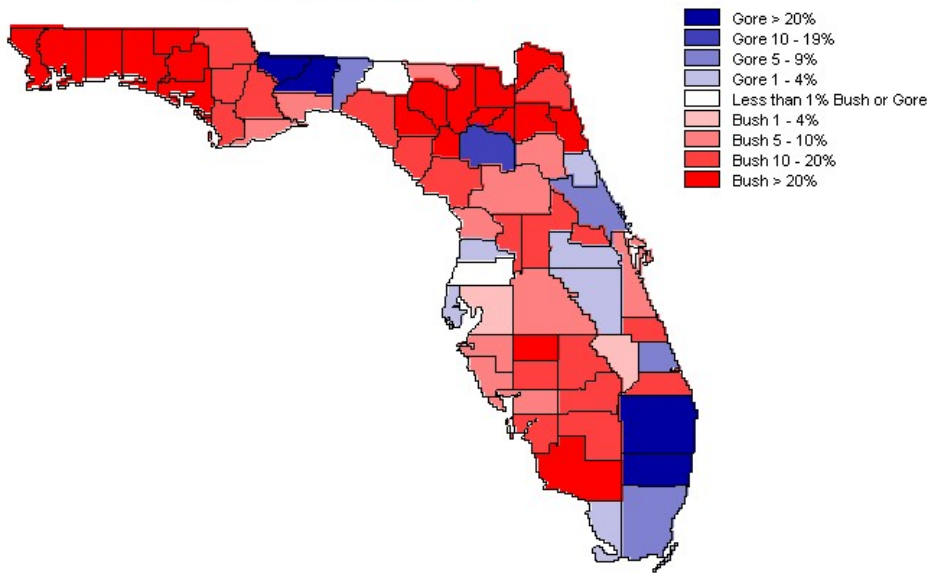 Gore > 20%
Gore 10 - 19%
Gore 5 - 9%
Gore 1 - 4%
Less than 1% Bush or Gore
Bush 1 - 4%
Bush 5 - 10%
Bush 10 - 20%
Bush > 20%